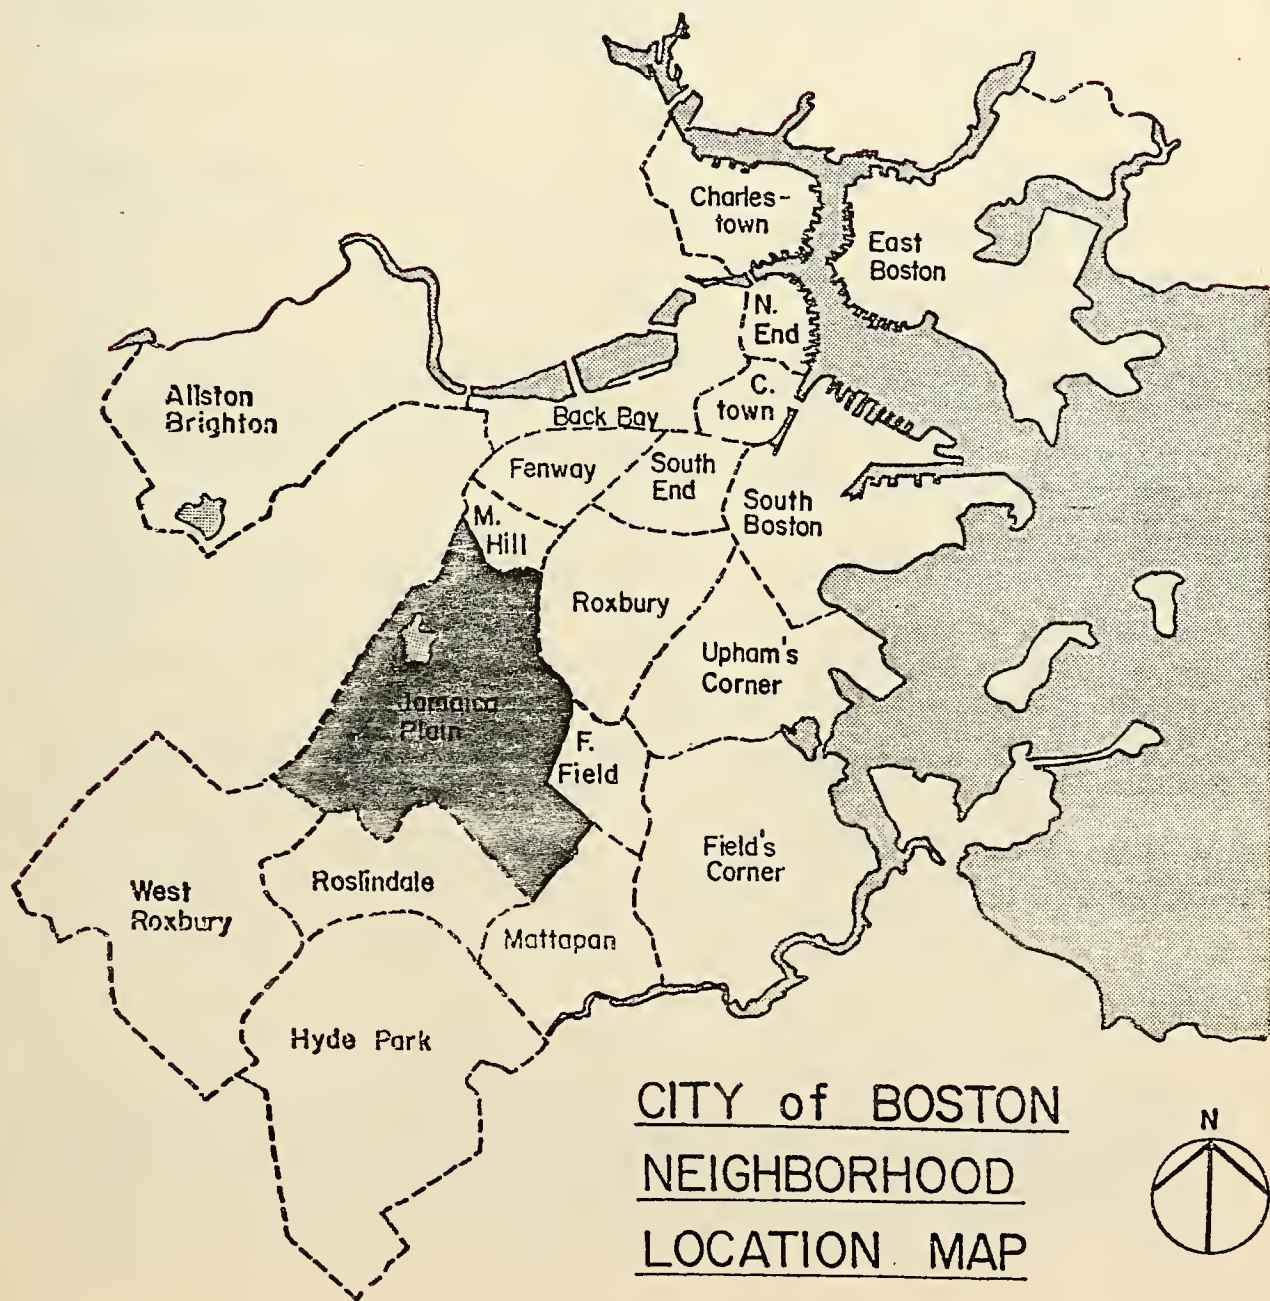 Charles-
town
East
Boston
N.
End
Allston
Brighton
C.
town
Back Bay
Fenway
South
End
South
Boston
M.
Hill
Roxbury
Upham's
Corner
Jamaica
Plain
F.
Field
Field's
Corner
West
Roxbury
Roslindale
Mattapan
Hyde Park
CITY of BOSTON
NEIGHBORHOOD
LOCATION MAP
N